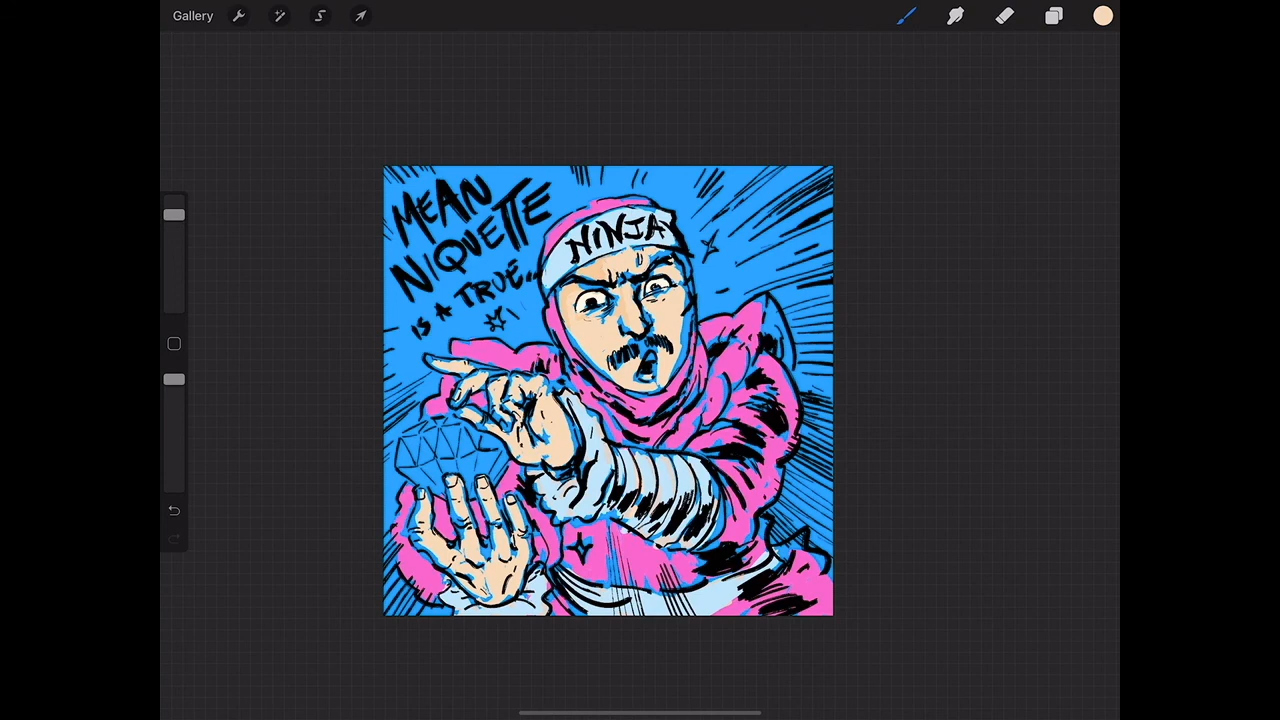 Gallery
MEAN
NIQUETTE
IS A TRUE...
NINJA